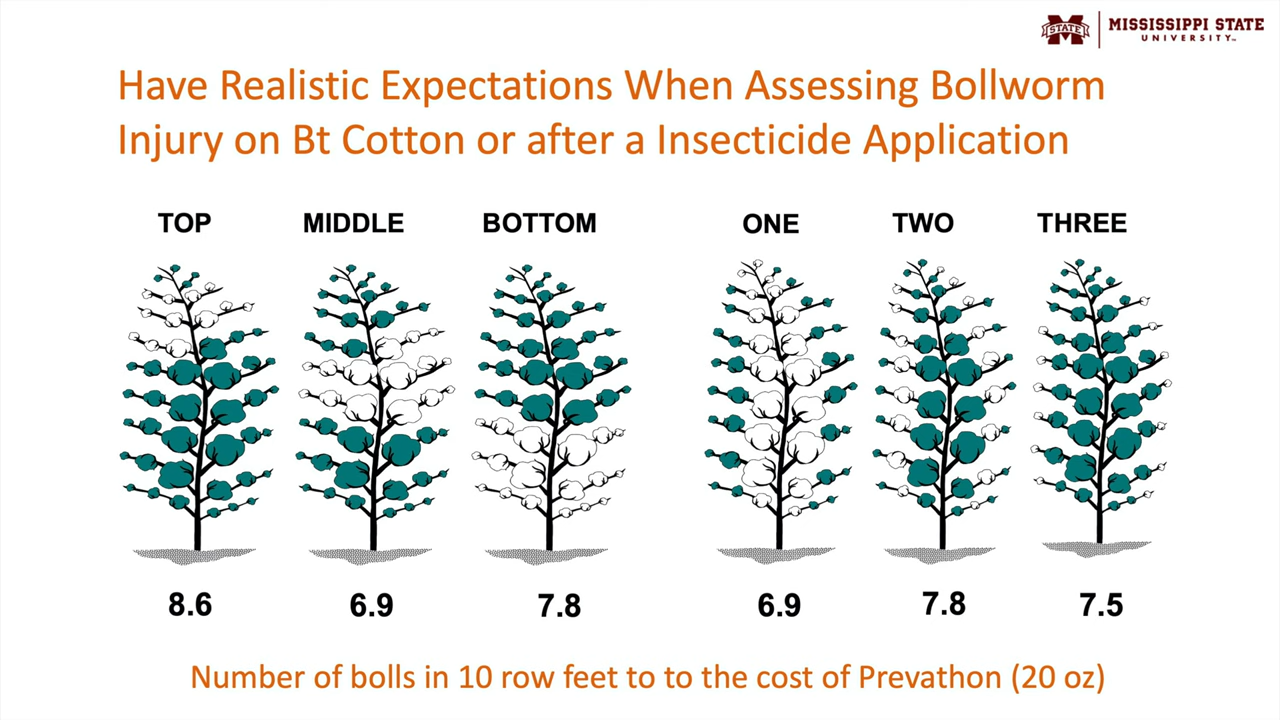 STATE
MISSISSIPPI STATE
UNIVERSITY™
Have Realistic Expectations When Assessing Bollworm
Injury on Bt Cotton or after a Insecticide Application
TOP MIDDLE BOTTOM ONE TWO THREE
8.6 6.9 7.8 6.9 7.8 7.5
Number of bolls in 10 row feet to to the cost of Prevathon (20 oz)